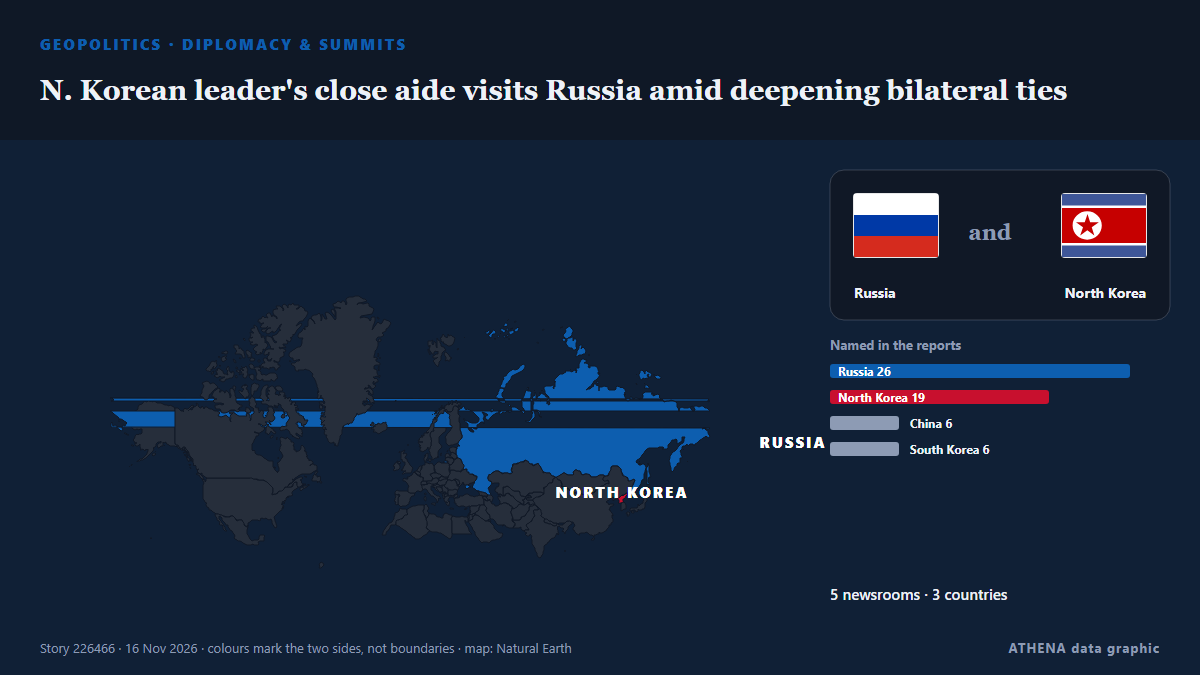 GEOPOLITICS · DIPLOMACY & SUMMITS
N. Korean leader's close aide visits Russia amid deepening bilateral ties
and
Russia
North Korea
Named in the reports
Russia 26
North Korea 19
China 6
South Korea 6
RUSSIA
NORTH KOREA
5 newsrooms · 3 countries
Story 226466 · 16 Nov 2026 · colours mark the two sides, not boundaries · map: Natural Earth
ATHENA data graphic